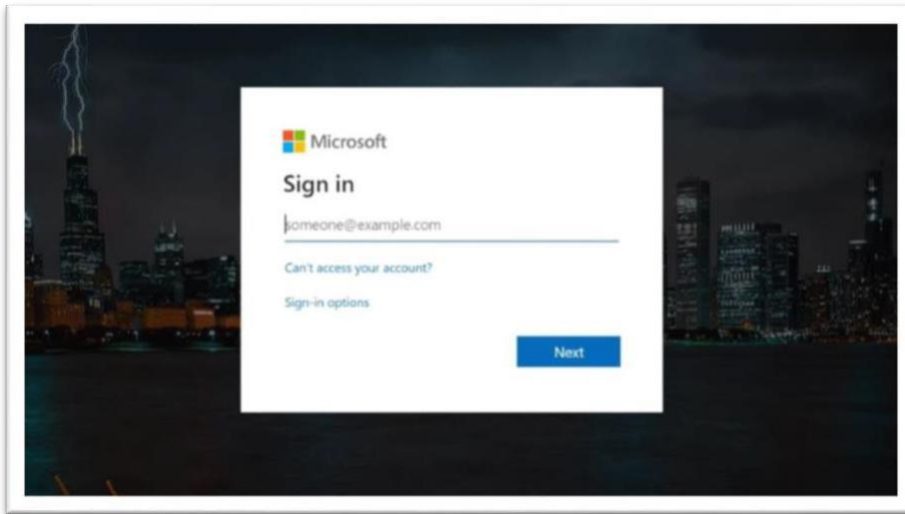 Microsoft
Sign in
someone@example.com
Can't access your account?
Sign-in options
Next